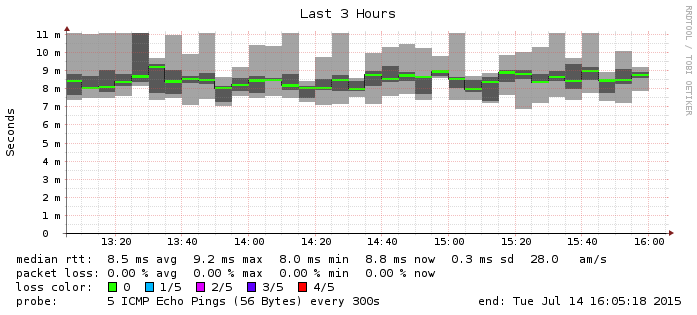 Last 3 Hours
RRDTOOL / TOBI OETIKER
Seconds
11 m
10 m
9 m
8 m
7 m
6 m
5 m
4 m
3 m
2 m
1 m
0
13:20 13:40 14:00 14:20 14:40 15:00 15:20 15:40 16:00
median rtt: 8.5 ms avg 9.2 ms max 8.0 ms min 8.8 ms now 0.3 ms sd 28.0 am/s
packet loss: 0.00 % avg 0.00 % max 0.00 % min 0.00 % now
loss color: 0 1/5 2/5 3/5 4/5
probe: 5 ICMP Echo Pings (56 Bytes) every 300s end: Tue Jul 14 16:05:18 2015